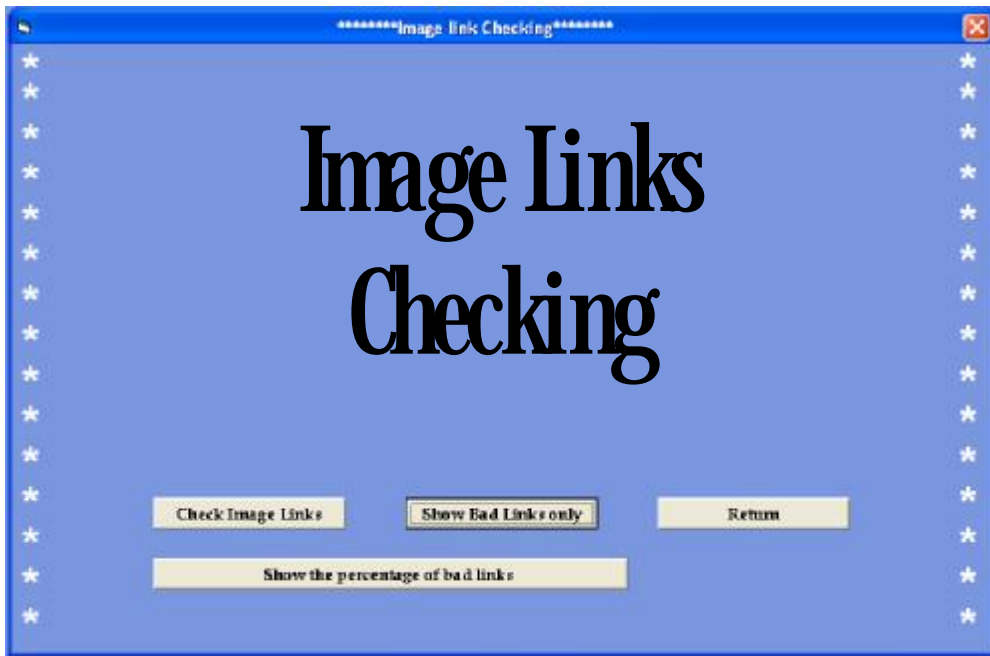 ********Image link Checking********
Image Links
Checking
Check Image Links
Show Bad Links only
Return
Show the percentage of bad links